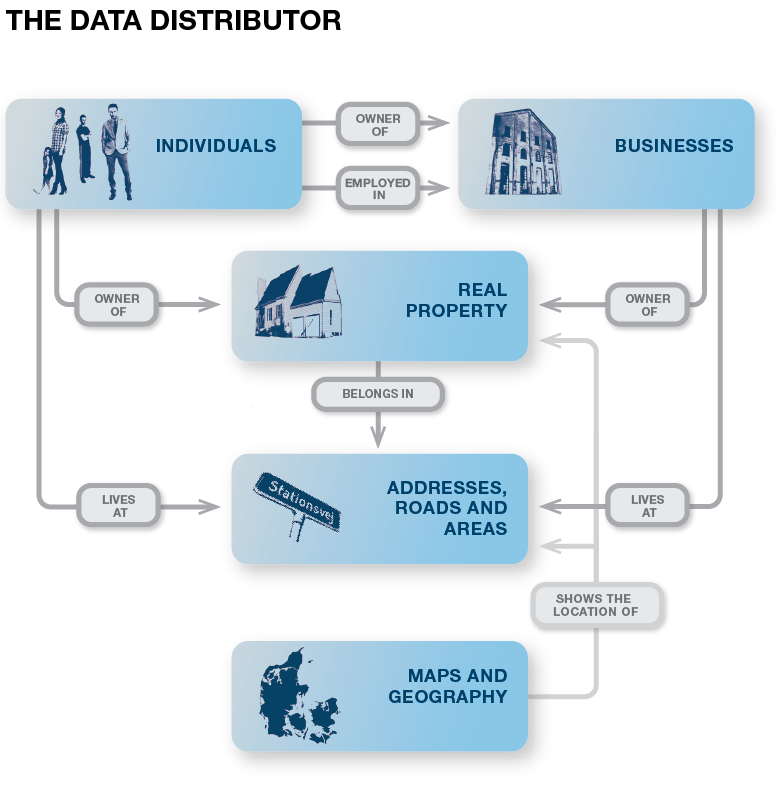 THE DATA DISTRIBUTOR
INDIVIDUALS
OWNER
OF
EMPLOYED
IN
BUSINESSES
OWNER
OF
REAL
PROPERTY
OWNER
OF
BELONGS IN
LIVES
AT
Stationsvej
ADDRESSES,
ROADS AND
AREAS
LIVES
AT
SHOWS THE
LOCATION OF
MAPS AND
GEOGRAPHY